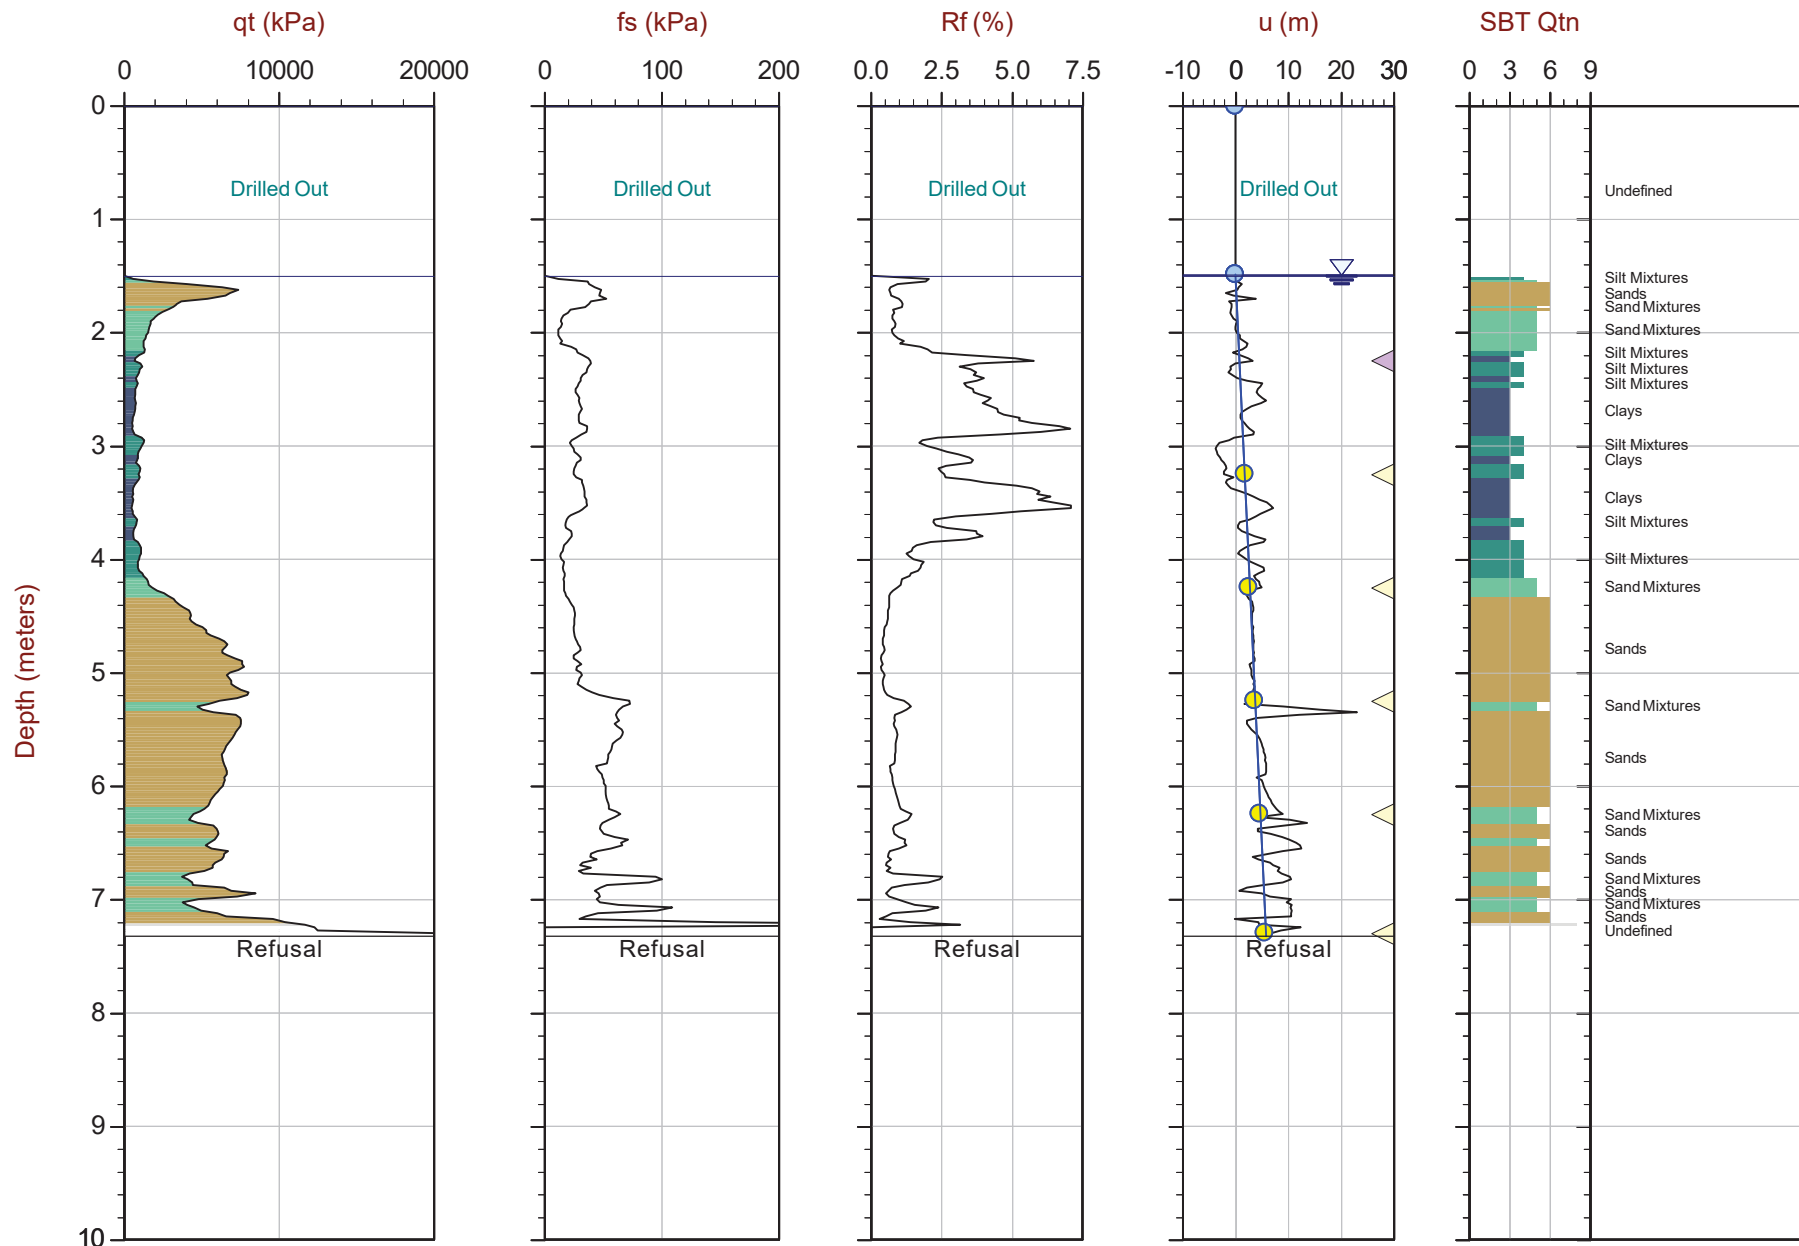 qt (kPa) fs (kPa) Rf (%) u (m) SBT Qtn
0 10000 20000 0 100 200 0.0 2.5 5.0 7.5 -10 0 10 20 30 0 3 6 9
0
Drilled Out Drilled Out Drilled Out Drilled Out Undefined
1
Silt Mixtures
Sands
Sand Mixtures
Sand Mixtures
2
Silt Mixtures
Silt Mixtures
Silt Mixtures
Clays
3 Silt Mixtures
Clays
Clays
Silt Mixtures
4 Silt Mixtures
Sand Mixtures
Depth (meters)
Sands
5
Sand Mixtures
Sands
6
Sand Mixtures
Sands
Sands
Sand Mixtures
7 Sands
Sand Mixtures
Sands
Undefined
Refusal Refusal Refusal Refusal
8
9
10